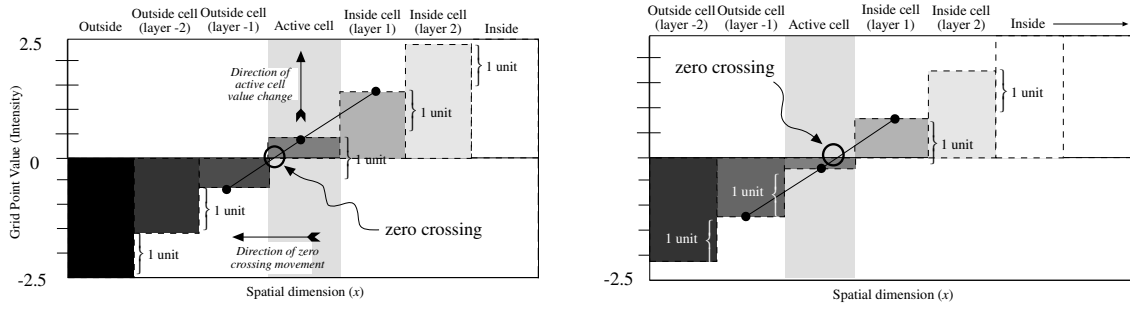 Outside
Outside cell
(layer -2)
Outside cell
(layer -1)
Active cell
Inside cell
(layer 1)
Inside cell
(layer 2)
Inside
Grid Point Value (Intensity)
2.5
0
-2.5
Direction of
active cell
value change
1 unit
1 unit
1 unit
1 unit
1 unit
zero crossing
Direction of zero
crossing movement
Spatial dimension (x)
Outside cell
(layer -2)
Outside cell
(layer -1)
Active cell
Inside cell
(layer 1)
Inside cell
(layer 2)
Inside
2.5
0
-2.5
zero crossing
1 unit
1 unit
1 unit
1 unit
Spatial dimension (x)